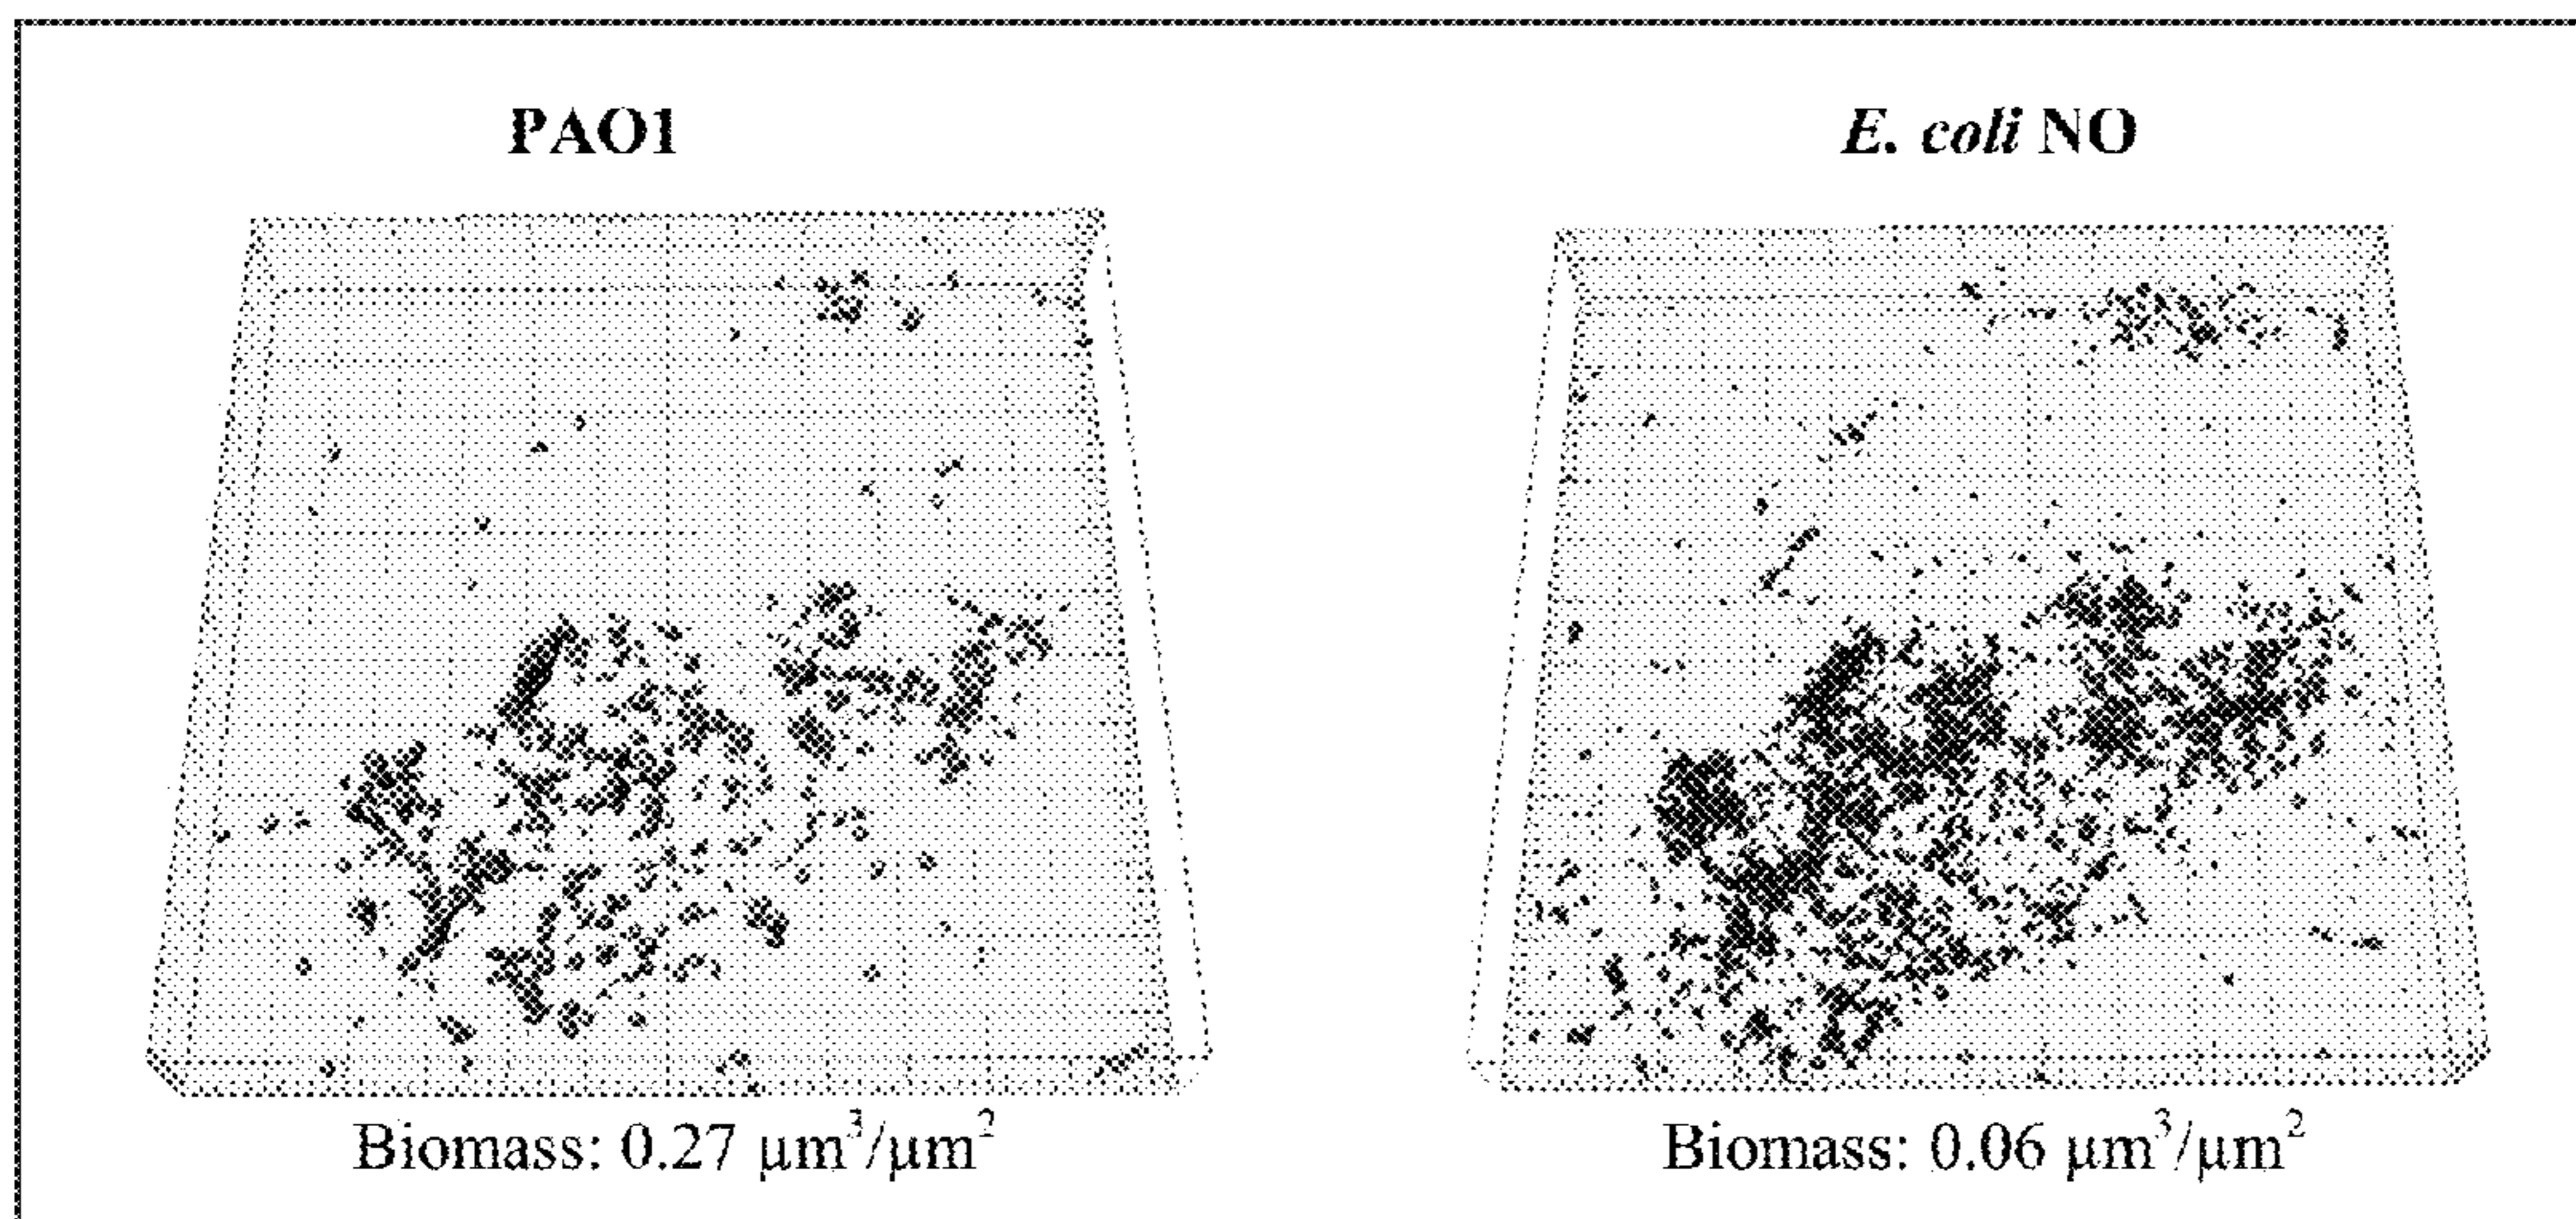 PAO1
E. coli NO
Biomass: 0.27 μm³/μm²
Biomass: 0.06 μm³/μm²